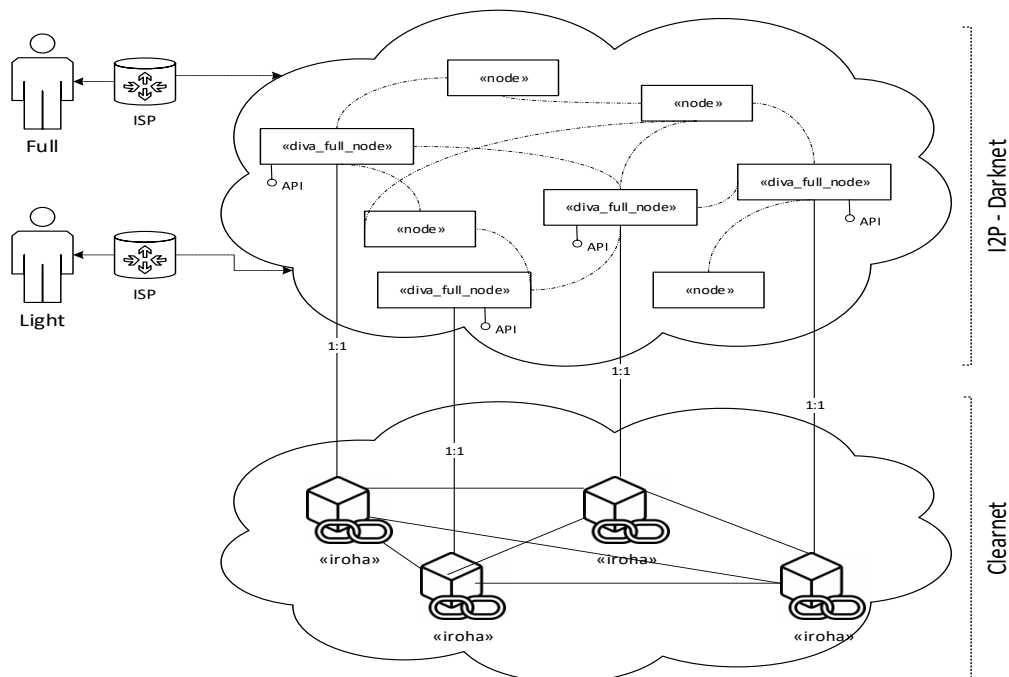 ISP
Full
«node»
«node»
«diva_full_node»
API
«diva_full_node»
API
«diva_full_node»
API
«node»
ISP
Light
«diva_full_node»
API
«node»
I2P - Darknet
1:1
1:1
1:1
1:1
«iroha»
«iroha»
«iroha»
«iroha»
Clearnet